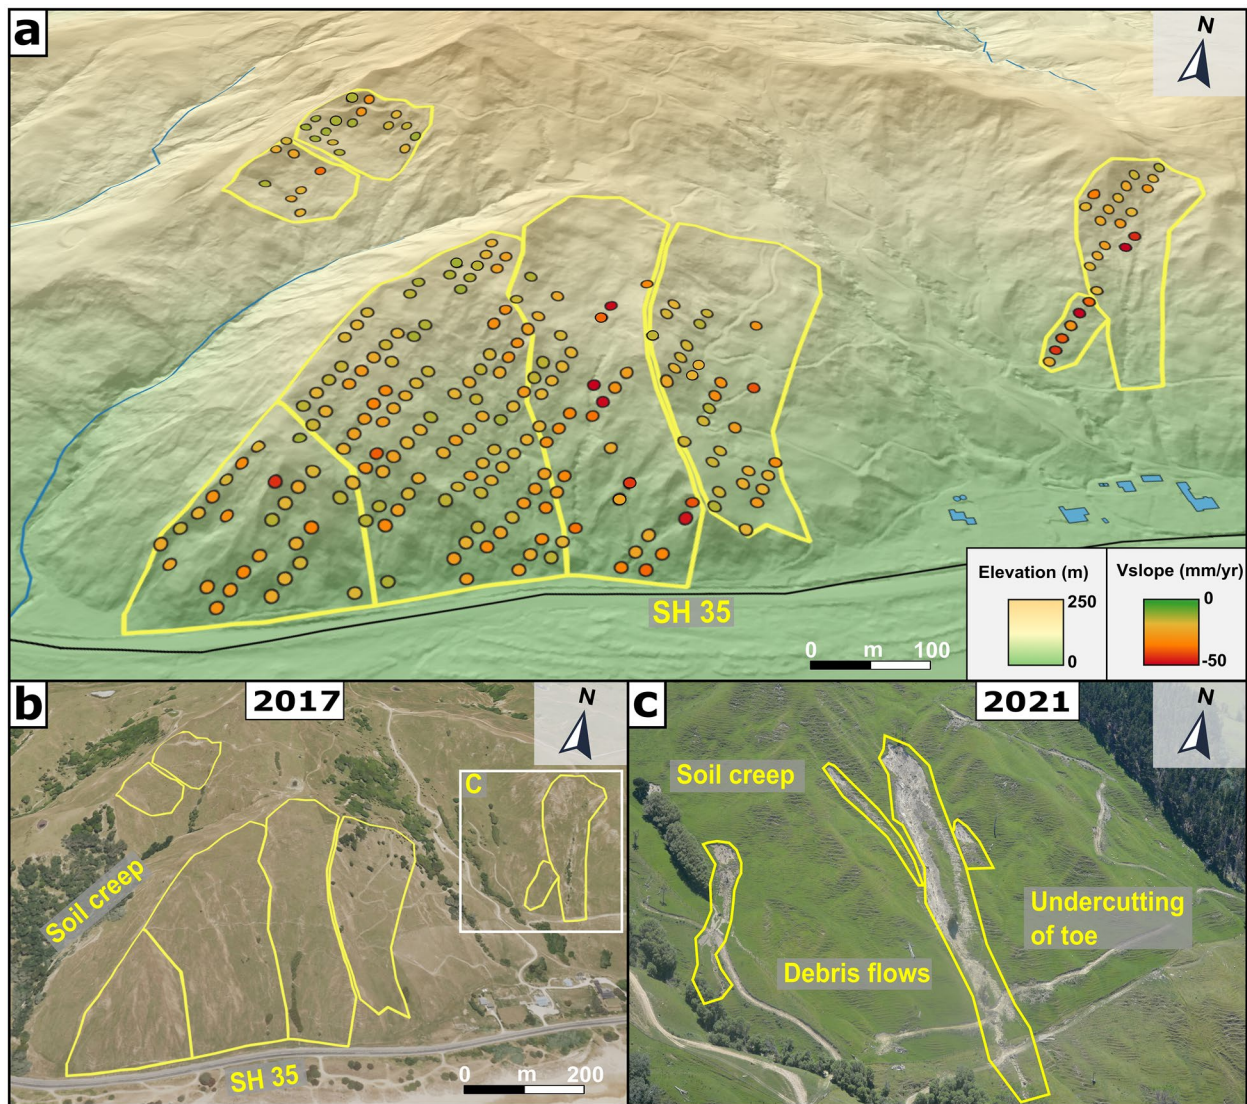 a
N
SH 35
0 m 100
Elevation (m)
250
0
Vslope (mm/yr)
0
-50
b
2017
N
C
Soil creep
SH 35
0 m 200
c
2021
N
Soil creep
Undercutting
of toe
Debris flows